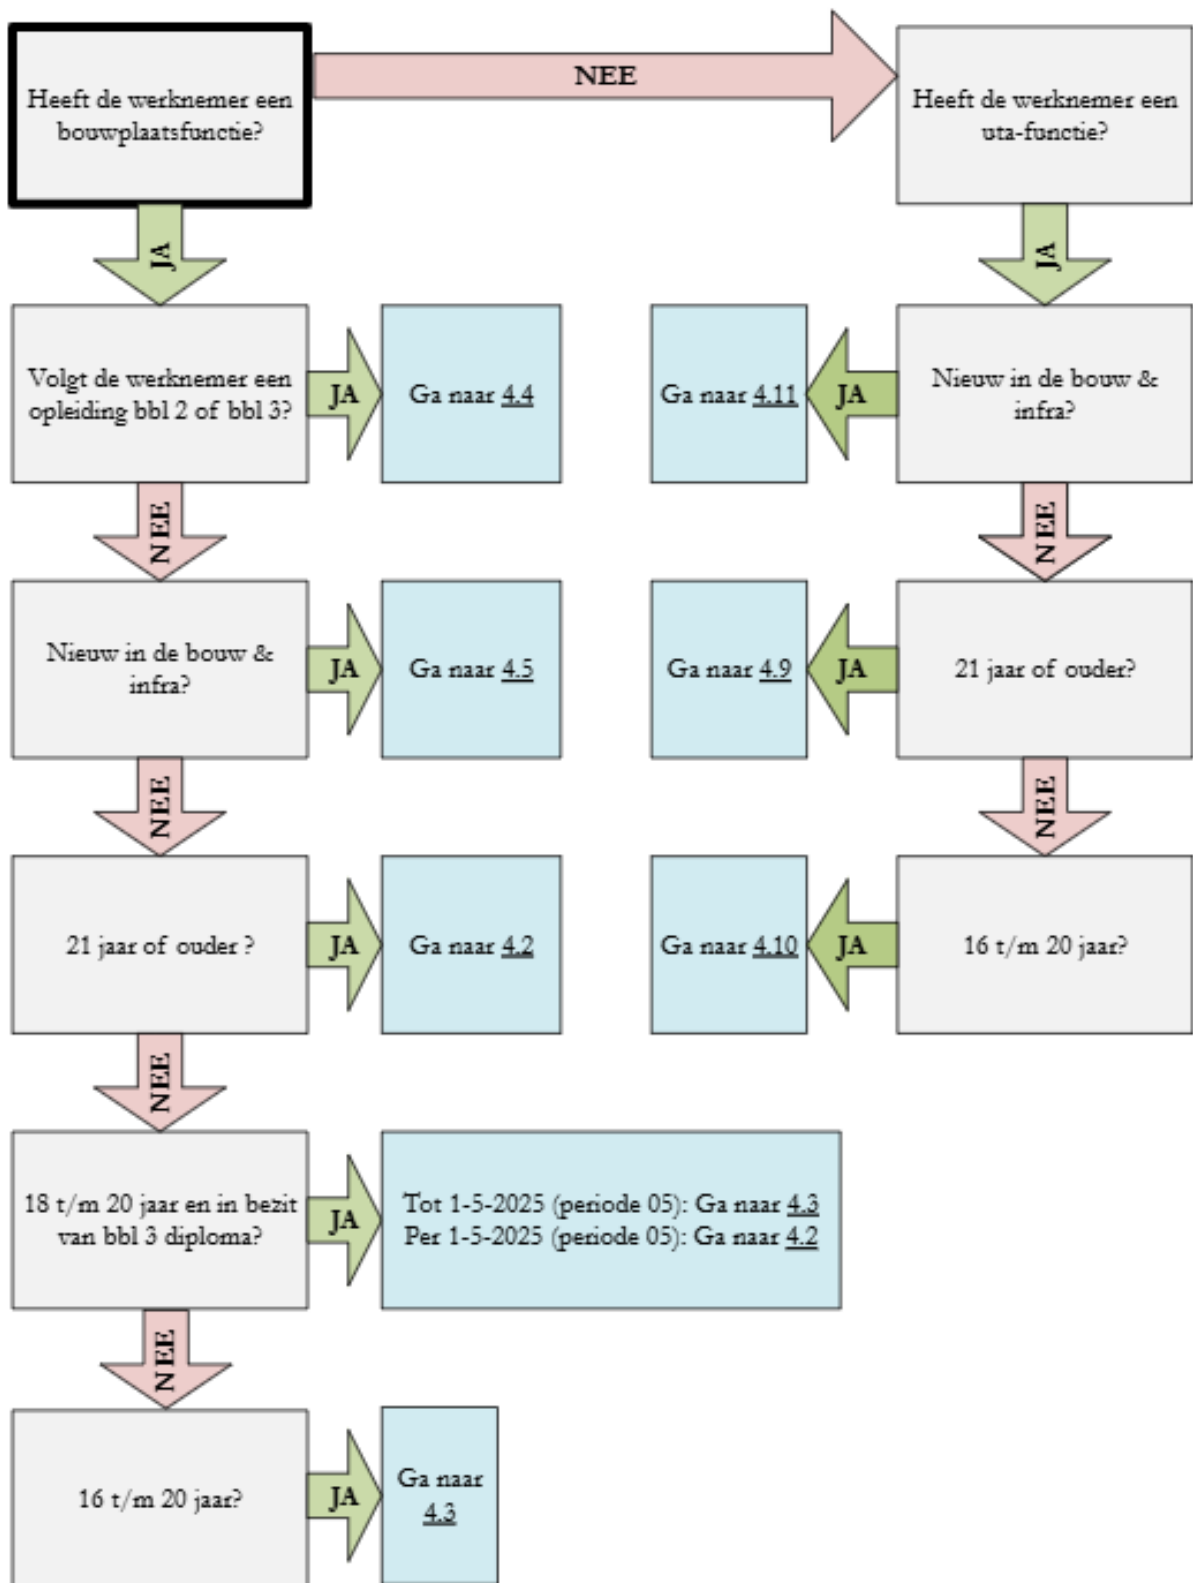 Heeft de werknemer een
bouwplaatsfunctie?
NEE
Heeft de werknemer een
uta-functie?
JA
JA
Volgt de werknemer een
opleiding bbl 2 of bbl 3?
JA
Ga naar 4.4
Ga naar 4.11
JA
Nieuw in de bouw &
infra?
NEE
NEE
Nieuw in de bouw &
infra?
JA
Ga naar 4.5
Ga naar 4.9
JA
21 jaar of ouder?
NEE
NEE
21 jaar of ouder ?
JA
Ga naar 4.2
Ga naar 4.10
JA
16 t/m 20 jaar?
NEE
18 t/m 20 jaar en in bezit
van bbl 3 diploma?
JA
Tot 1-5-2025 (periode 05): Ga naar 4.3
Per 1-5-2025 (periode 05): Ga naar 4.2
NEE
16 t/m 20 jaar?
JA
Ga naar
4.3